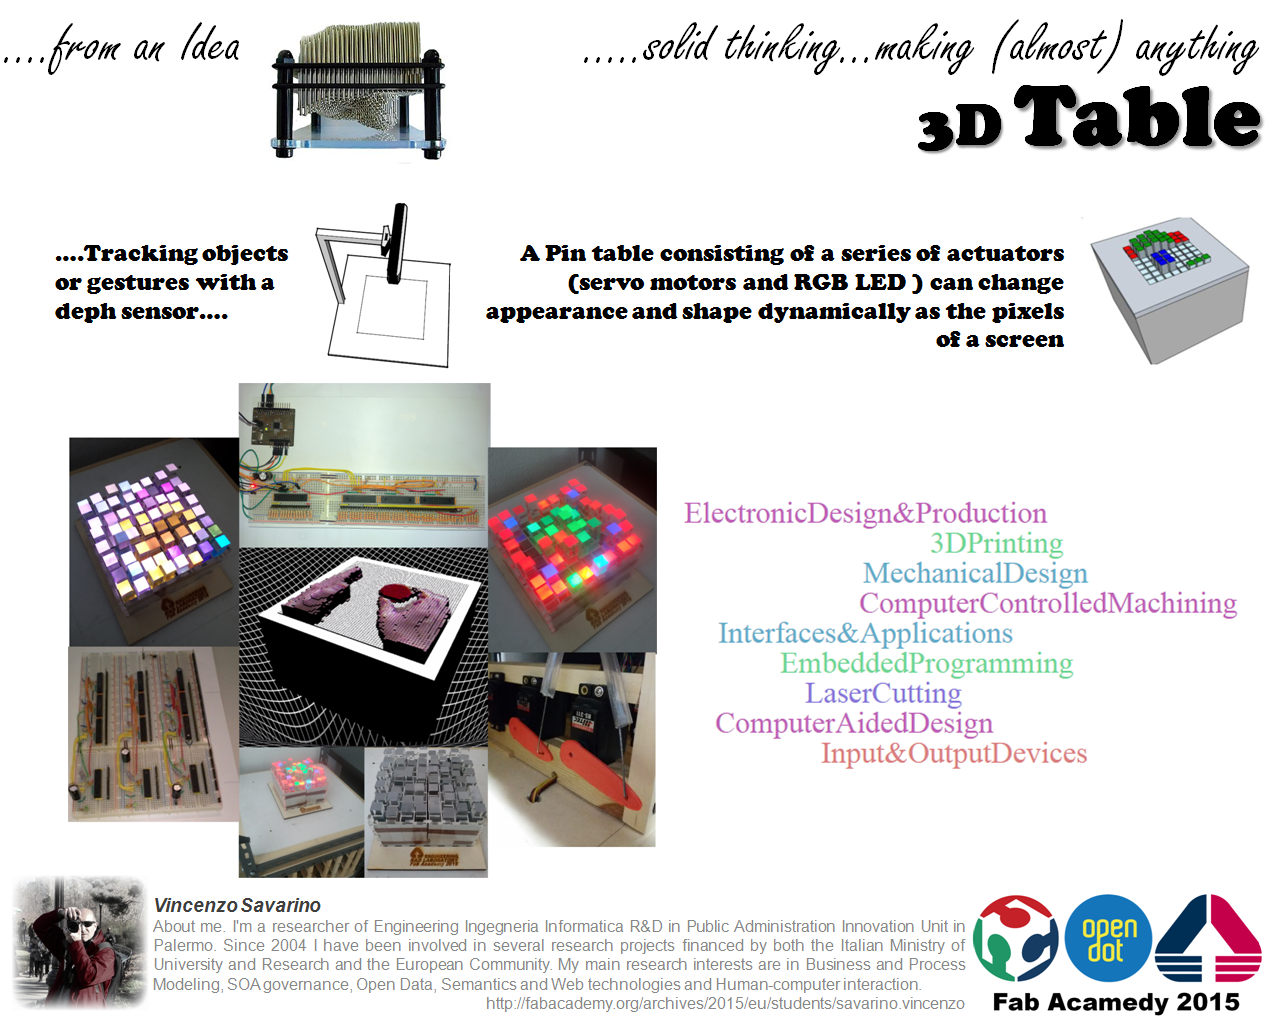 ....from an Idea
.....solid thinking...making (almost) anything
3D Table
....Tracking objects
or gestures with a
deph sensor....
A Pin table consisting of a series of actuators
(servo motors and RGB LED ) can change
appearance and shape dynamically as the pixels
of a screen
ElectronicDesign&Production
3DPrinting
MechanicalDesign
ComputerControlledMachining
Interfaces&Applications
EmbeddedProgramming
LaserCutting
ComputerAidedDesign
Input&OutputDevices
Vincenzo Savarino
About me. I'm a researcher of Engineering Ingegneria Informatica R&D in Public Administration Innovation Unit in
Palermo. Since 2004 I have been involved in several research projects financed by both the Italian Ministry of
University and Research and the European Community. My main research interests are in Business and Process
Modeling, SOA governance, Open Data, Semantics and Web technologies and Human-computer interaction.
http://fabacademy.org/archives/2015/eu/students/savarino.vincenzo
open
dot
Fab Acamedy 2015